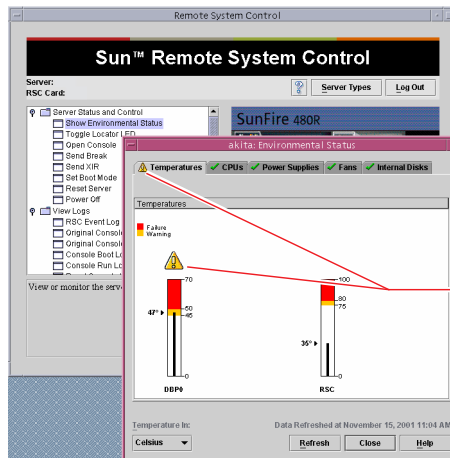 Remote System Control
Sun™ Remote System Control
Server:
RSC Card:
Server Types
Log Out
Server Status and Control
Show Environmental Status
Toggle Locator LED
Open Console
Send Break
Send XIR
Set Boot Mode
Reset Server
Power Off
View Logs
RSC Event Log
Original Console
Original Console
Console Boot Lo
Console Run Lo
View or monitor the serve
SunFire 480R
akita: Environmental Status
Temperatures
CPUs
Power Supplies
Fans
Internal Disks
Temperatures
Failure
Warning
70
50
45
47°
0
DBP0
100
80
75
35°
0
RSC
Temperature In:
Data Refreshed at November 15, 2001 11:04 AM
Celsius
Refresh
Close
Help